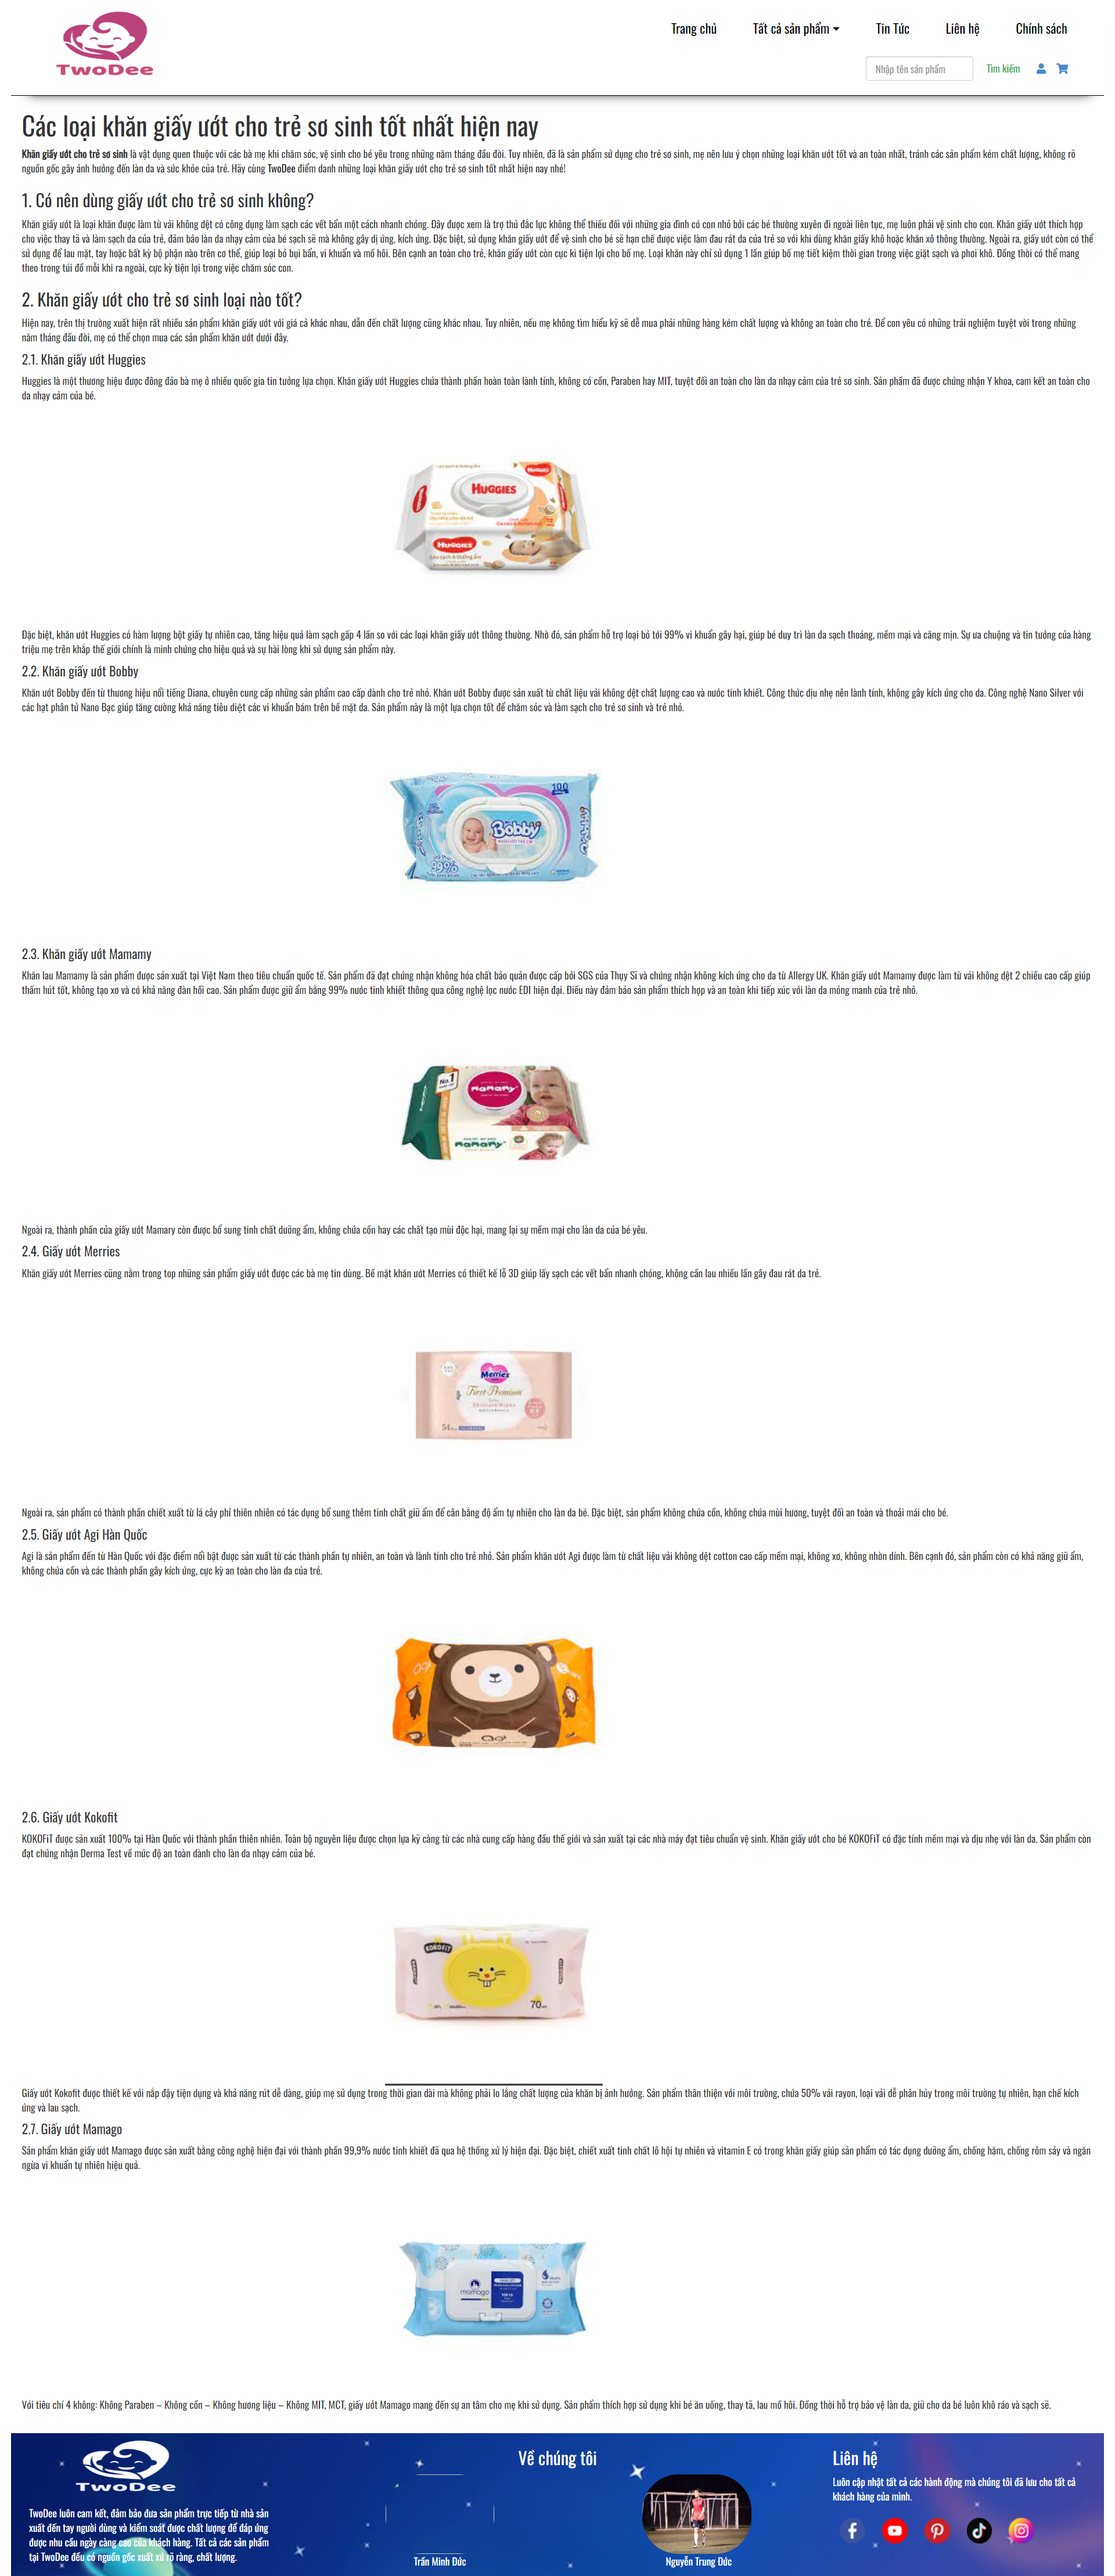 TwoDee
Trang chủ
Tất cả sản phẩm
Tin Tức
Liên hệ
Chính sách
Nhập tên sản phẩm
Tìm kiếm
Các loại khăn giấy ướt cho trẻ sơ sinh tốt nhất hiện nay
Khăn giấy ướt cho trẻ sơ sinh là vật dụng quen thuộc với các bà mẹ khi chăm sóc, vệ sinh cho bé yêu trong những năm tháng đầu đời. Tuy nhiên, đã là sản phẩm sử dụng cho trẻ sơ sinh, mẹ nên lưu ý chọn những loại khăn ướt tốt và an toàn nhất, tránh các sản phẩm kém chất lượng, không rõ
nguồn gốc gây ảnh hưởng đến làn da và sức khỏe của trẻ. Hãy cùng TwoDee điểm danh những loại khăn giấy ướt cho trẻ sơ sinh tốt nhất hiện nay nhé!
1. Có nên dùng giấy ướt cho trẻ sơ sinh không?
Khăn giấy ướt là loại khăn được làm từ vải không dệt có công dụng làm sạch các vết bẩn một cách nhanh chóng. Đây được xem là trợ thủ đắc lực không thể thiếu đối với những gia đình có con nhỏ bởi các bé thường xuyên đi ngoài liên tục, mẹ luôn phải vệ sinh cho con. Khăn giấy ướt thích hợp
cho việc thay tã và làm sạch da của trẻ, đảm bảo làn da nhạy cảm của bé sạch sẽ mà không gây dị ứng, kích ứng. Đặc biệt, sử dụng khăn giấy ướt để vệ sinh cho bé sẽ hạn chế được việc làm đau rát da của trẻ so với khi dùng khăn giấy khô hoặc khăn xô thông thường. Ngoài ra, giấy ướt còn có thể
sử dụng để lau mặt, tay hoặc bất kỳ bộ phận nào trên cơ thể, giúp loại bỏ bụi bẩn, vi khuẩn và mồ hôi. Bên cạnh an toàn cho trẻ, khăn giấy ướt còn cực kì tiện lợi cho bố mẹ. Loại khăn này chỉ sử dụng 1 lần giúp bố mẹ tiết kiệm thời gian trong việc giặt sạch và phơi khô. Đồng thời có thể mang
theo trong túi đồ mỗi khi ra ngoài, cực kỳ tiện lợi trong việc chăm sóc con.
2. Khăn giấy ướt cho trẻ sơ sinh loại nào tốt?
Hiện nay, trên thị trường xuất hiện rất nhiều sản phẩm khăn giấy ướt với giá cả khác nhau, dẫn đến chất lượng cũng khác nhau. Tuy nhiên, nếu mẹ không tìm hiểu kỹ sẽ dễ mua phải những hàng kém chất lượng và không an toàn cho trẻ. Để con yêu có những trải nghiệm tuyệt vời trong những
năm tháng đầu đời, mẹ có thể chọn mua các sản phẩm khăn ướt dưới đây.
2.1. Khăn giấy ướt Huggies
Huggies là một thương hiệu được đông đảo bà mẹ ở nhiều quốc gia tin tưởng lựa chọn. Khăn giấy ướt Huggies chứa thành phần hoàn toàn lành tính, không có cồn, Paraben hay MIT, tuyệt đối an toàn cho làn da nhạy cảm của trẻ sơ sinh. Sản phẩm đã được chứng nhận Y khoa, cam kết an toàn cho
da nhạy cảm của bé.
HUGGIES
HUGGIES
Đặc biệt, khăn ướt Huggies có hàm lượng bột giấy tự nhiên cao, tăng hiệu quả làm sạch gấp 4 lần so với các loại khăn giấy ướt thông thường. Nhờ đó, sản phẩm hỗ trợ loại bỏ tới 99% vi khuẩn gây hại, giúp bé duy trì làn da sạch thoáng, mềm mại và căng mịn. Sự ưa chuộng và tin tưởng của hàng
triệu mẹ trên khắp thế giới chính là minh chứng cho hiệu quả và sự hài lòng khi sử dụng sản phẩm này.
2.2. Khăn giấy ướt Bobby
Khăn ướt Bobby đến từ thương hiệu nổi tiếng Diana, chuyên cung cấp những sản phẩm cao cấp dành cho trẻ nhỏ. Khăn ướt Bobby được sản xuất từ chất liệu vải không dệt chất lượng cao và nước tinh khiết. Công thức dịu nhẹ nên lành tính, không gây kích ứng cho da. Công nghệ Nano Silver với
các hạt phân tử Nano Bạc giúp tăng cường khả năng tiêu diệt các vi khuẩn bám trên bề mặt da. Sản phẩm này là một lựa chọn tốt để chăm sóc và làm sạch cho trẻ sơ sinh và trẻ nhỏ.
100
Bobby
99%
2.3. Khăn giấy ướt Mamamy
Khăn lau Mamamy là sản phẩm được sản xuất tại Việt Nam theo tiêu chuẩn quốc tế. Sản phẩm đã đạt chứng nhận không hóa chất bảo quản được cấp bởi SGS của Thụy Sĩ và chứng nhận không kích ứng cho da từ Allergy UK. Khăn giấy ướt Mamamy được làm từ vải không dệt 2 chiều cao cấp giúp
thấm hút tốt, không tạo xơ và có khả năng đàn hồi cao. Sản phẩm được giữ ẩm bằng 99% nước tinh khiết thông qua công nghệ lọc nước EDI hiện đại. Điều này đảm bảo sản phẩm thích hợp và an toàn khi tiếp xúc với làn da mỏng manh của trẻ nhỏ.
No.1
mamamy
mamamy
Ngoài ra, thành phần của giấy ướt Mamary còn được bổ sung tinh chất dưỡng ẩm, không chứa cồn hay các chất tạo mùi độc hại, mang lại sự mềm mại cho làn da của bé yêu.
2.4. Giấy ướt Merries
Khăn giấy ướt Merries cũng nằm trong top những sản phẩm giấy ướt được các bà mẹ tin dùng. Bề mặt khăn ướt Merries có thiết kế lỗ 3D giúp lấy sạch các vết bẩn nhanh chóng, không cần lau nhiều lần gây đau rát da trẻ.
Merries
First Premium
54
Ngoài ra, sản phẩm có thành phần chiết xuất từ lá cây phỉ thiên nhiên có tác dụng bổ sung thêm tinh chất giữ ẩm để cân bằng độ ẩm tự nhiên cho làn da bé. Đặc biệt, sản phẩm không chứa cồn, không chứa mùi hương, tuyệt đối an toàn và thoải mái cho bé.
2.5. Giấy ướt Agi Hàn Quốc
Agi là sản phẩm đến từ Hàn Quốc với đặc điểm nổi bật được sản xuất từ các thành phần tự nhiên, an toàn và lành tính cho trẻ nhỏ. Sản phẩm khăn ướt Agi được làm từ chất liệu vải không dệt cotton cao cấp mềm mại, không xơ, không nhờn dính. Bên cạnh đó, sản phẩm còn có khả năng giữ ẩm,
không chứa cồn và các thành phần gây kích ứng, cực kỳ an toàn cho làn da của trẻ.
agi
agi
2.6. Giấy ướt Kokofit
KOKOFiT được sản xuất 100% tại Hàn Quốc với thành phần thiên nhiên. Toàn bộ nguyên liệu được chọn lựa kỹ càng từ các nhà cung cấp hàng đầu thế giới và sản xuất tại các nhà máy đạt tiêu chuẩn vệ sinh. Khăn giấy ướt cho bé KOKOFiT có đặc tính mềm mại và dịu nhẹ với làn da. Sản phẩm còn
đạt chứng nhận Derma Test về mức độ an toàn dành cho làn da nhạy cảm của bé.
KOKOFiT
70
Giấy ướt Kokofit được thiết kế với nắp đậy tiện dụng và khả năng rút dễ dàng, giúp mẹ sử dụng trong thời gian dài mà không phải lo lắng chất lượng của khăn bị ảnh hưởng. Sản phẩm thân thiện với môi trường, chứa 50% vải rayon, loại vải dễ phân hủy trong môi trường tự nhiên, hạn chế kích
ứng và lau sạch.
2.7. Giấy ướt Mamago
Sản phẩm khăn giấy ướt Mamago được sản xuất bằng công nghệ hiện đại với thành phần 99,9% nước tinh khiết đã qua hệ thống xử lý hiện đại. Đặc biệt, chiết xuất tinh chất lô hội tự nhiên và vitamin E có trong khăn giấy giúp sản phẩm có tác dụng dưỡng ẩm, chống hăm, chống rôm sảy và ngăn
ngừa vi khuẩn tự nhiên hiệu quả.
mamago
Với tiêu chí 4 không: Không Paraben – Không cồn – Không hương liệu – Không MIT, MCT, giấy ướt Mamago mang đến sự an tâm cho mẹ khi sử dụng. Sản phẩm thích hợp sử dụng khi bé ăn uống, thay tã, lau mồ hôi. Đồng thời hỗ trợ bảo vệ làn da, giữ cho da bé luôn khô ráo và sạch sẽ.
TwoDee
TwoDee luôn cam kết, đảm bảo đưa sản phẩm trực tiếp từ nhà sản
xuất đến tay người dùng và kiểm soát được chất lượng để đáp ứng
được nhu cầu ngày càng cao của khách hàng. Tất cả các sản phẩm
tại TwoDee đều có nguồn gốc xuất xứ rõ ràng, chất lượng.
Về chúng tôi
Trần Minh Đức
Nguyễn Trung Đức
Liên hệ
Luôn cập nhật tất cả các hành động mà chúng tôi đã lưu cho tất cả
khách hàng của mình.